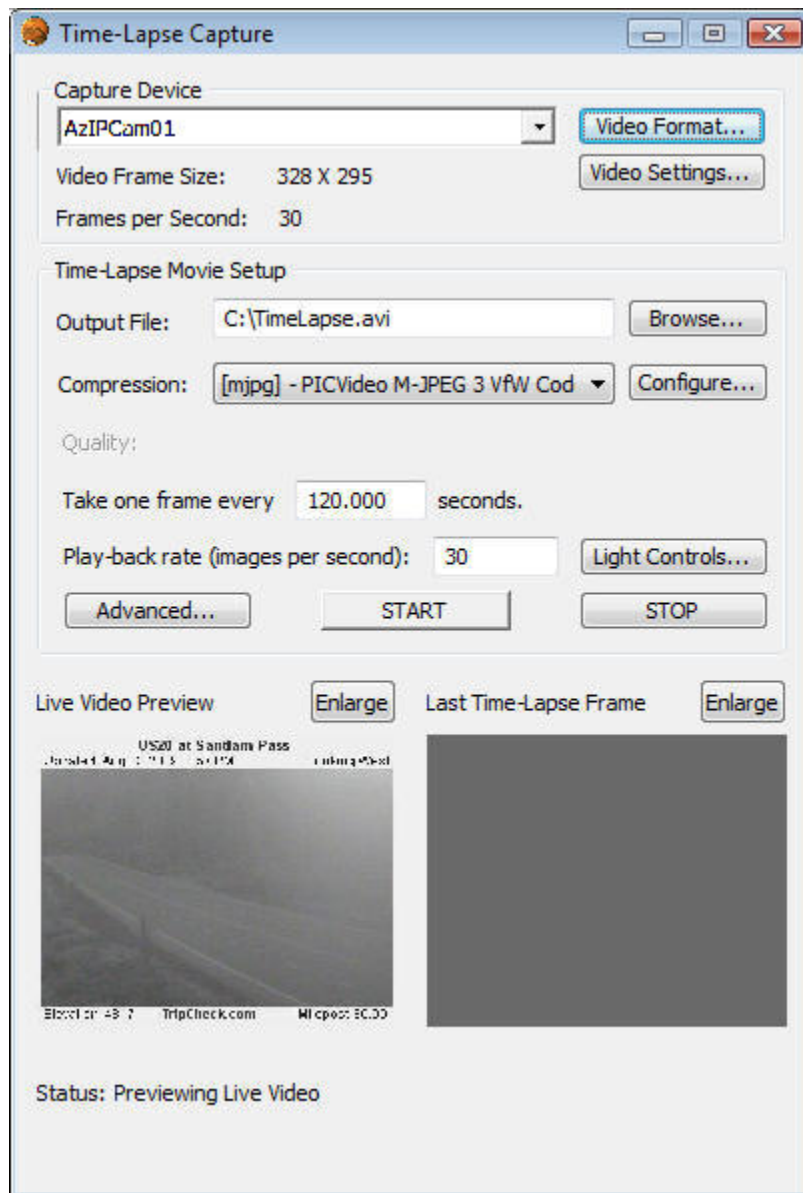 Time-Lapse Capture
Capture Device
AzIPCam01
Video Format...
Video Frame Size: 328 X 295
Video Settings...
Frames per Second: 30
Time-Lapse Movie Setup
Output File: C:\TimeLapse.avi Browse...
Compression: [mjpg] - PICVideo M-JPEG 3 VfW Cod Configure...
Quality:
Take one frame every 120.000 seconds.
Play-back rate (images per second): 30 Light Controls...
Advanced... START STOP
Live Video Preview Enlarge Last Time-Lapse Frame Enlarge
US20 at Santiam Pass
TripCheck.com
Status: Previewing Live Video